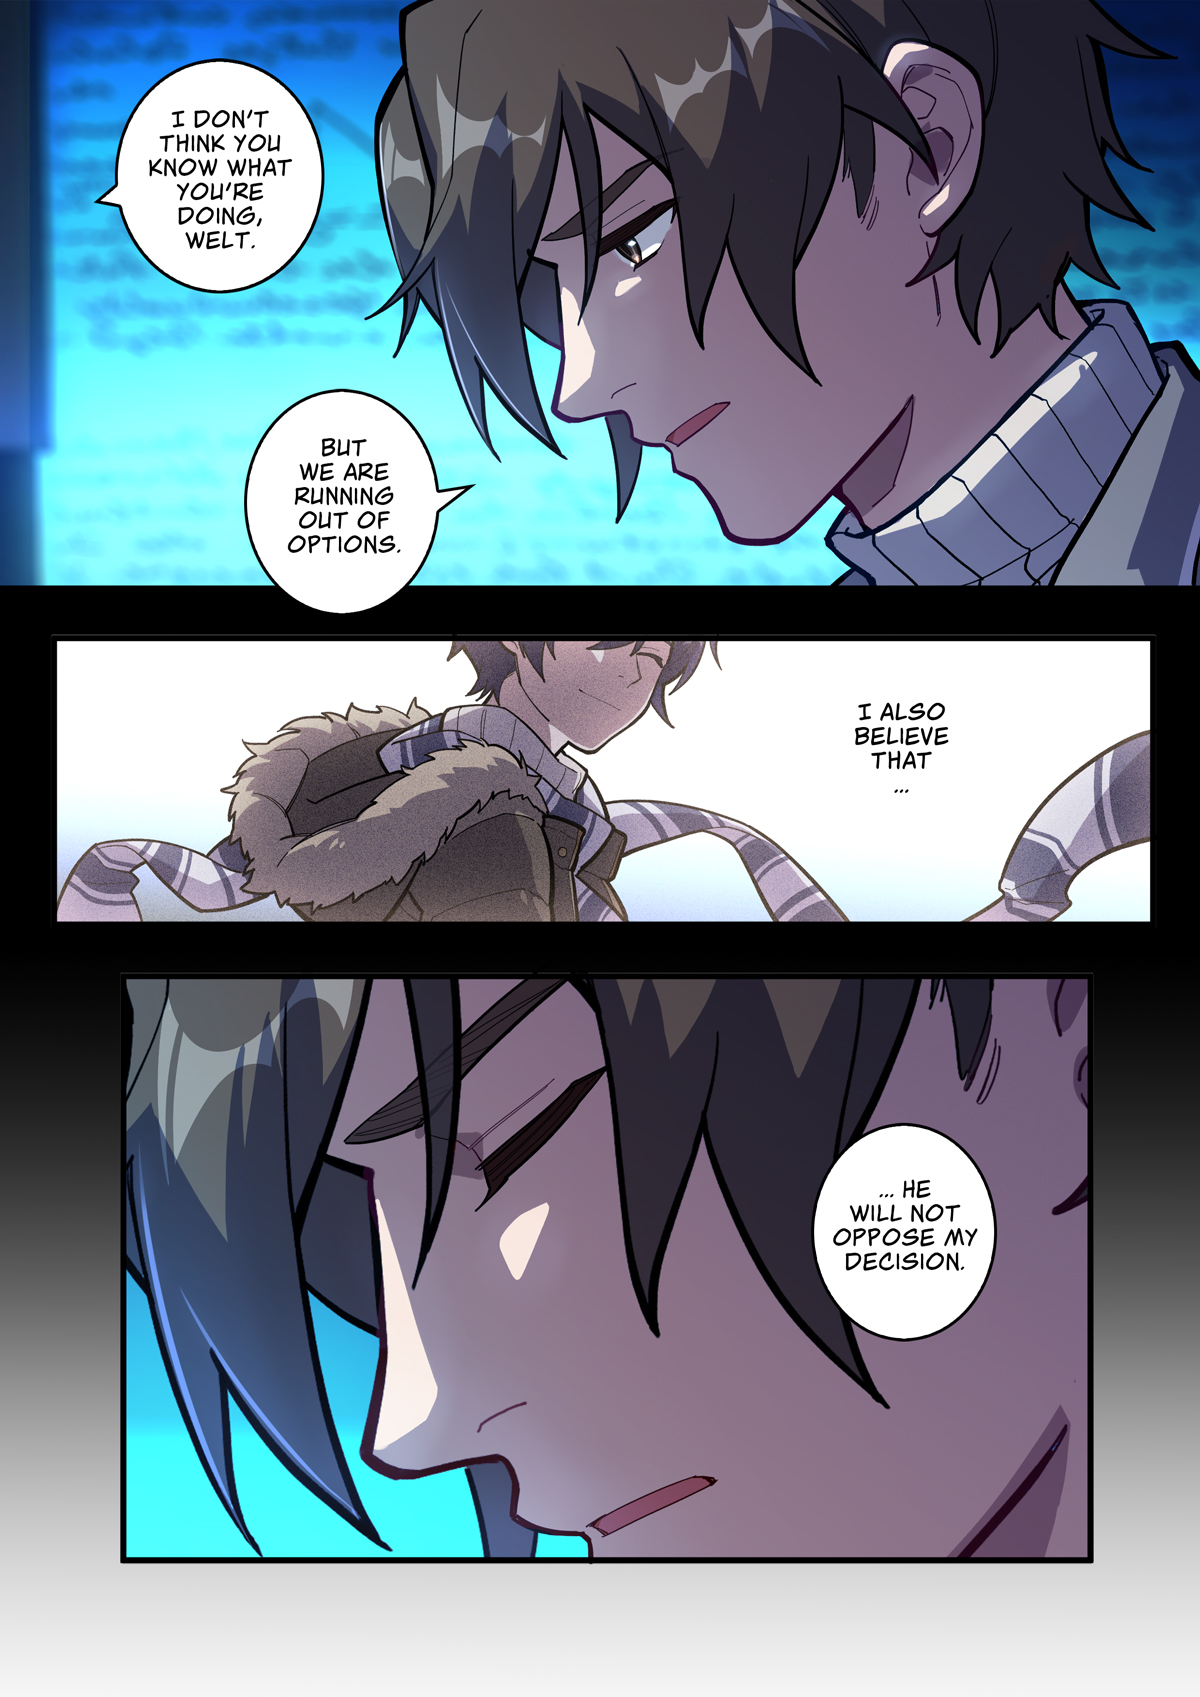 I DON'T
THINK YOU
KNOW WHAT
YOU'RE
DOING,
WELT.
BUT
WE ARE
RUNNING
OUT OF
OPTIONS.
I ALSO
BELIEVE
THAT
...
... HE
WILL NOT
OPPOSE MY
DECISION.